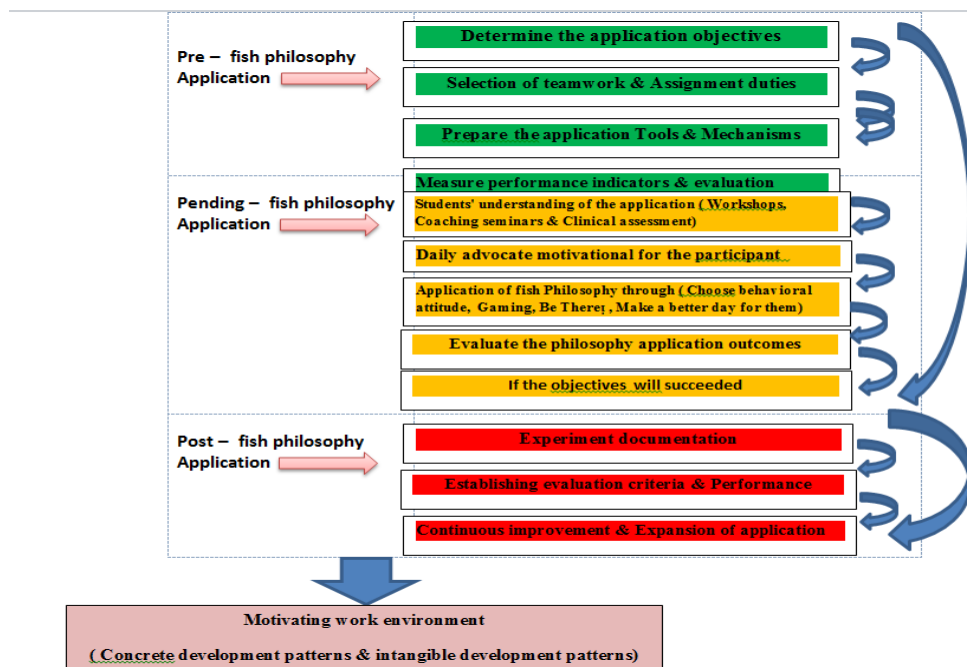 Determine the application objectives
Pre – fish philosophy
Application
Selection of teamwork & Assignment duties
Prepare the application Tools & Mechanisms
Measure performance indicators & evaluation
Pending – fish philosophy
Application
Students' understanding of the application ( Workshops,
Coaching seminars & Clinical assessment)
Daily advocate motivational for the participant
Application of fish Philosophy through ( Choose behavioral
attitude, Gaming, Be There! , Make a better day for them)
Evaluate the philosophy application outcomes
If the objectives will succeeded
Post – fish philosophy
Application
Experiment documentation
Establishing evaluation criteria & Performance
Continuous improvement & Expansion of application
Motivating work environment
( Concrete development patterns & intangible development patterns)